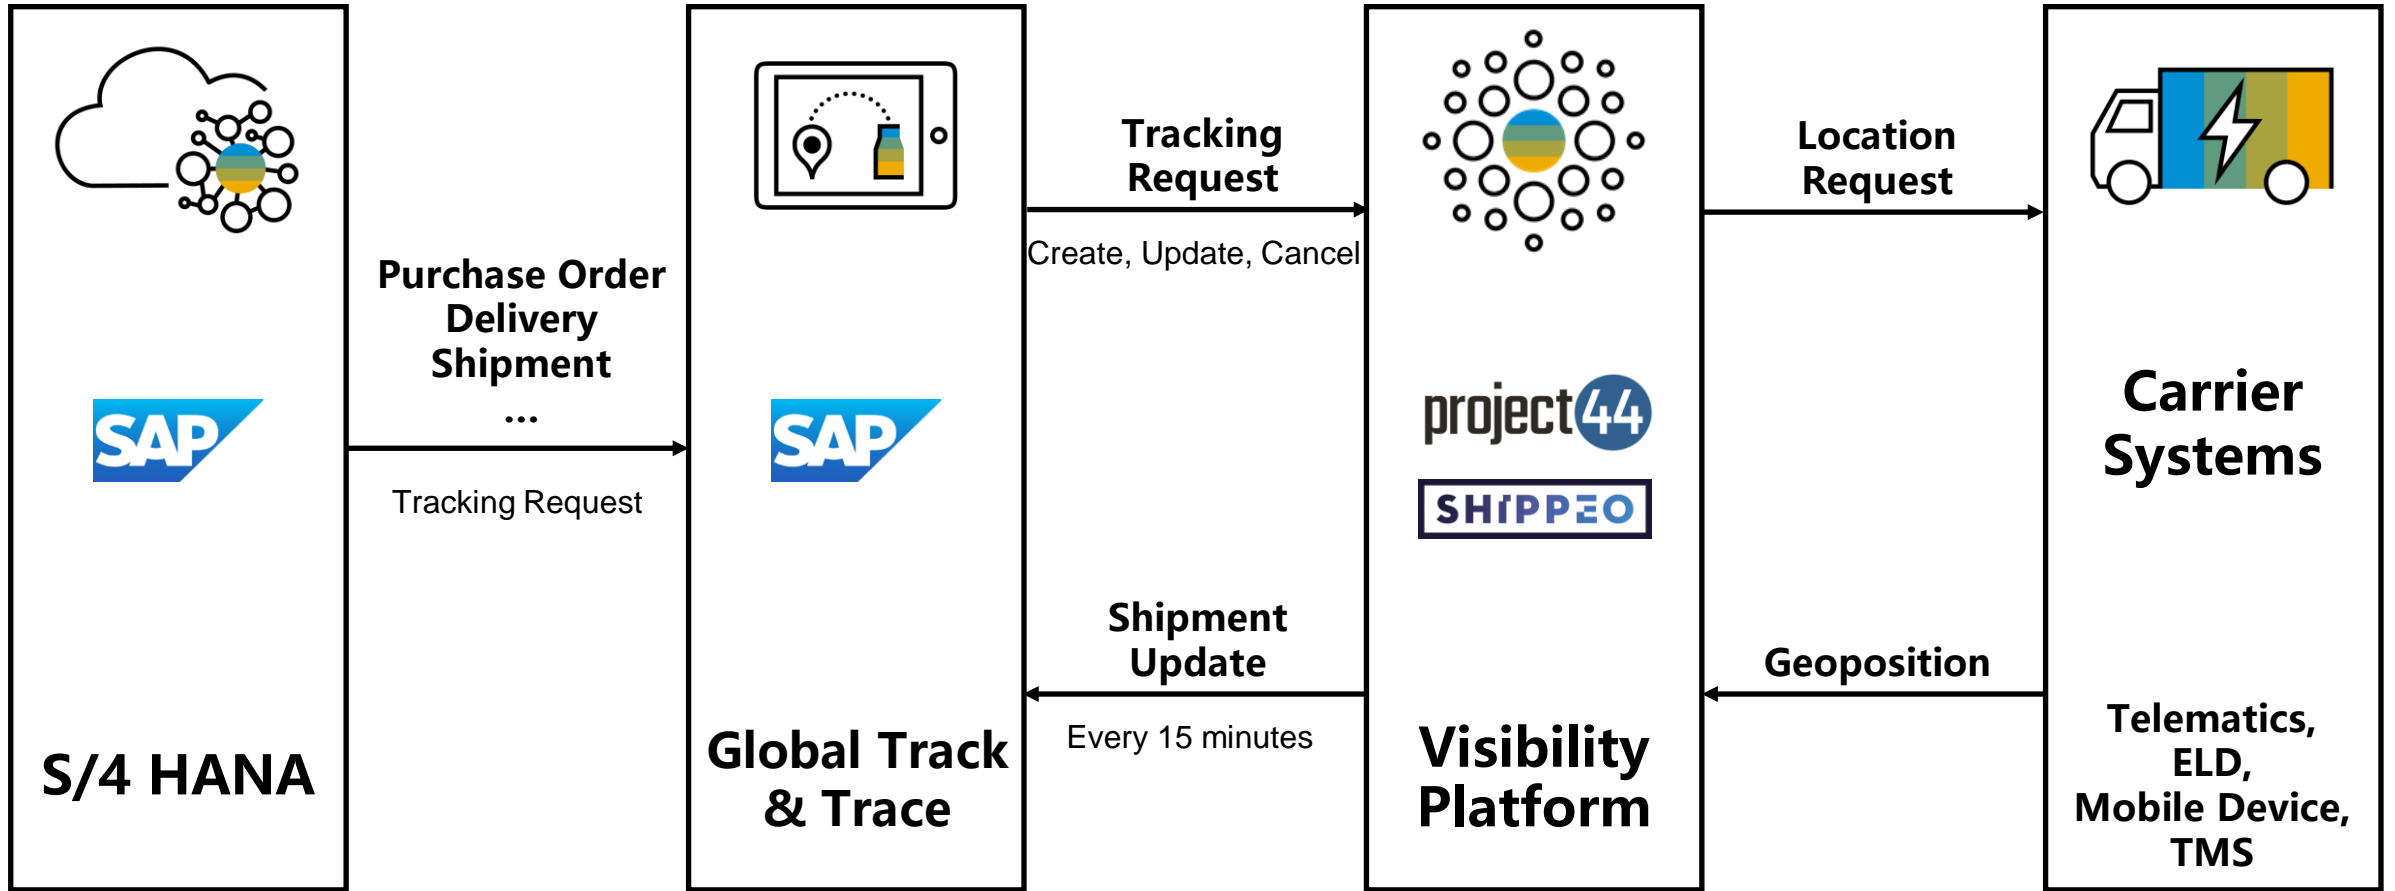 SAP
S/4 HANA
Purchase Order
Delivery
Shipment
...
Tracking Request
SAP
Global Track
& Trace
Tracking
Request
Create, Update, Cancel
Shipment
Update
Every 15 minutes
project44
SHIPPEO
Visibility
Platform
Location
Request
Geoposition
Carrier
Systems
Telematics,
ELD,
Mobile Device,
TMS